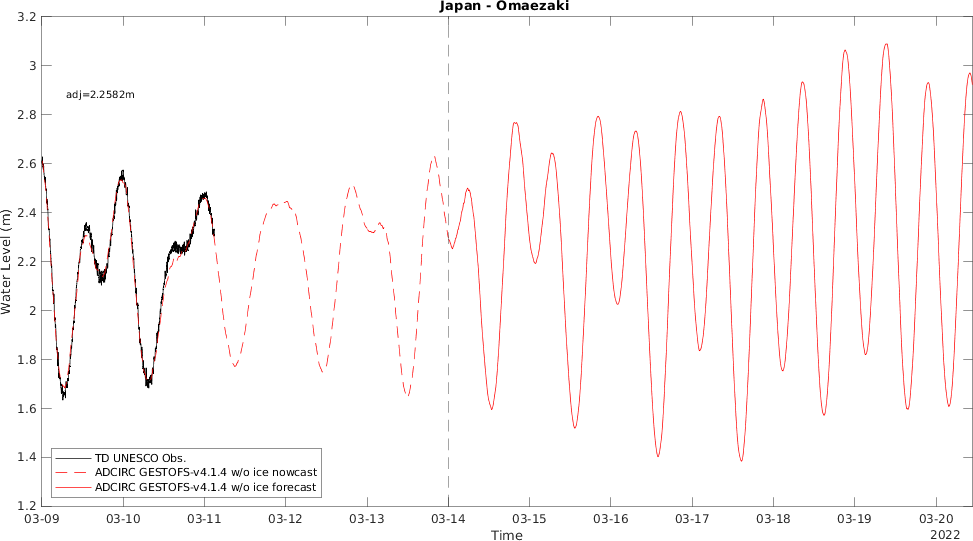 Japan - Omaezaki
3.2
3
2.8
2.6
2.4
2.2
2
1.8
1.6
1.4
1.2
Water Level (m)
adj=2.2582m
TD UNESCO Obs.
ADCIRC GESTOFS-v4.1.4 w/o ice nowcast
ADCIRC GESTOFS-v4.1.4 w/o ice forecast
03-09 03-10 03-11 03-12 03-13 03-14 03-15 03-16 03-17 03-18 03-19 03-20
2022
Time